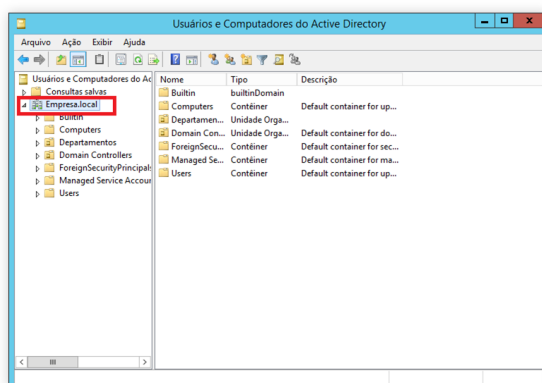 Usuários e Computadores do Active Directory
Arquivo Ação Exibir Ajuda
Usuários e Computadores do Ac
Consultas salvas
Empresa.local
Builtin
Computers
Departamentos
Domain Controllers
ForeignSecurityPrincipals
Managed Service Accour
Users
Nome Tipo Descrição
Builtin builtinDomain
Computers Contêiner Default container for up...
Departamen... Unidade Orga...
Domain Con... Unidade Orga... Default container for do...
ForeignSecu... Contêiner Default container for sec...
Managed Se... Contêiner Default container for ma...
Users Contêiner Default container for up...